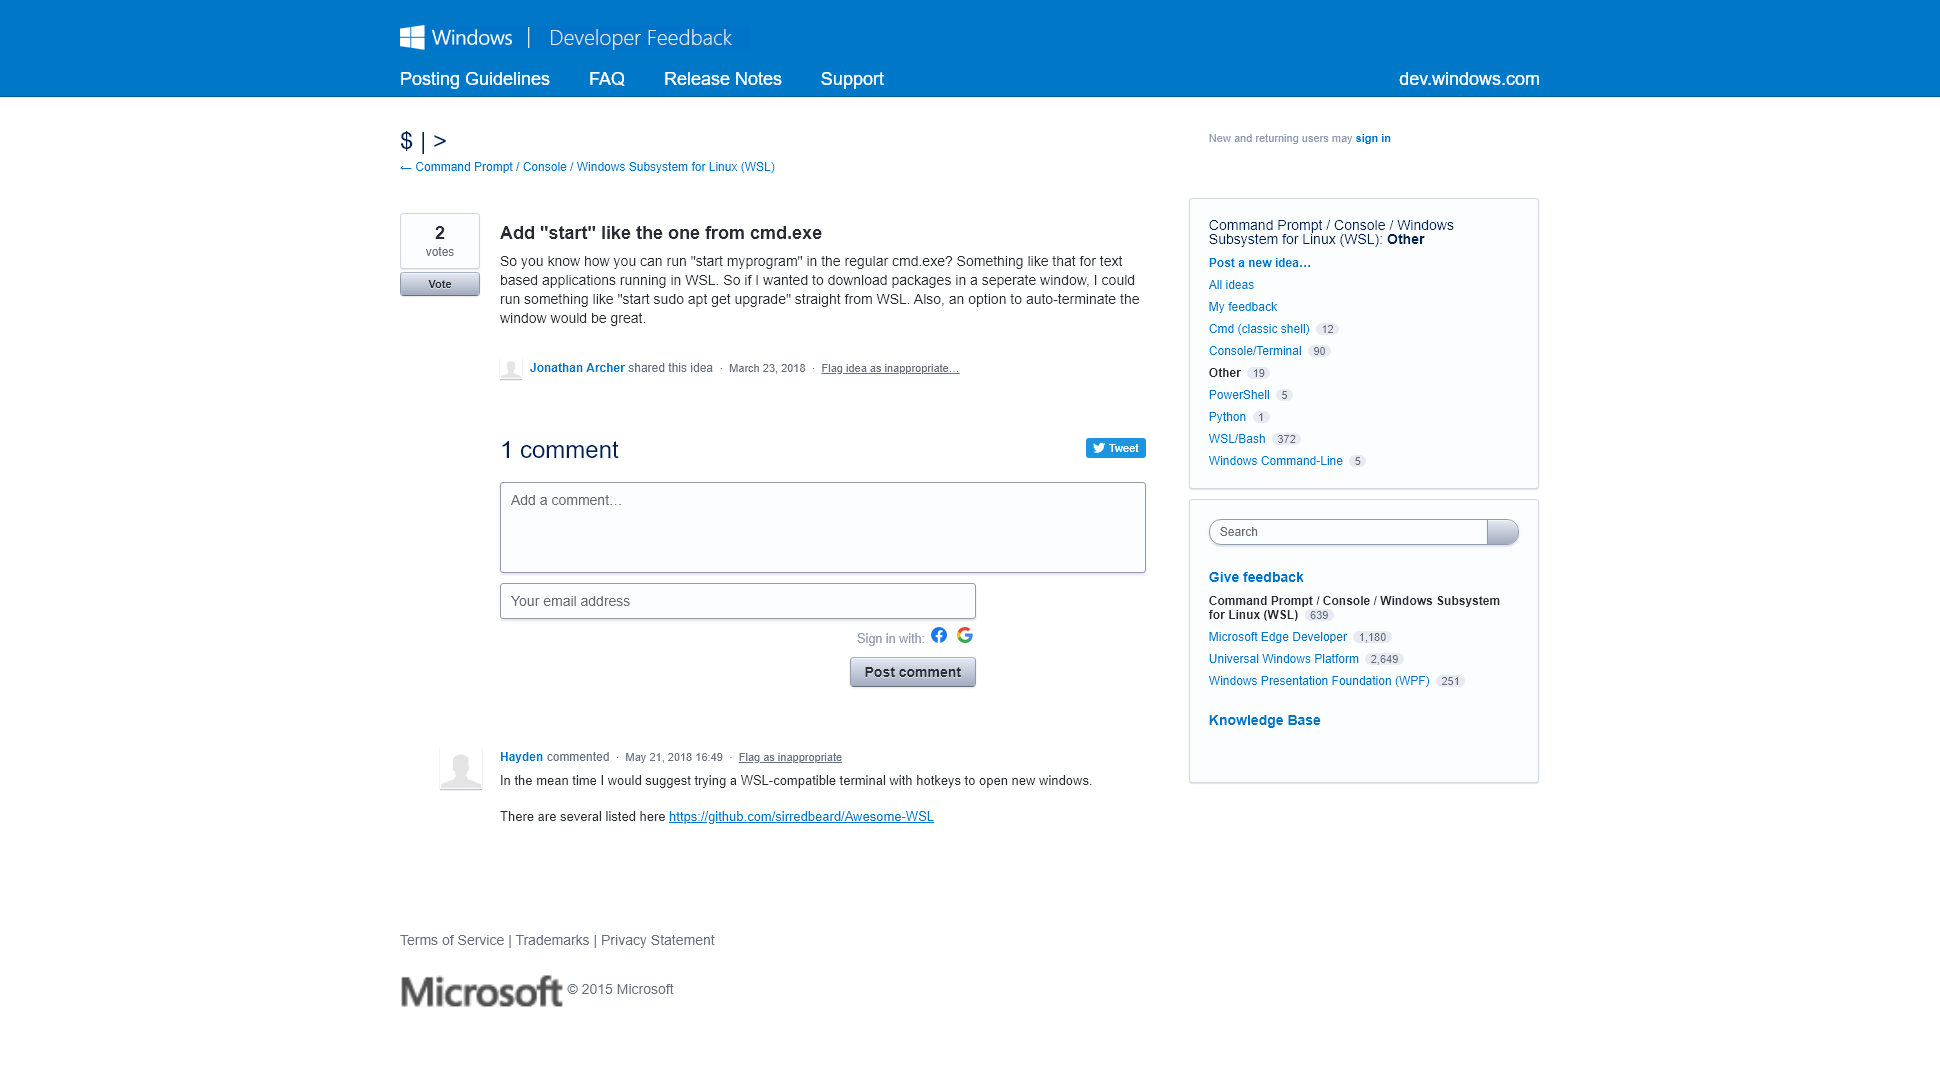 Windows | Developer Feedback
Posting Guidelines FAQ Release Notes Support dev.windows.com
$ | >
← Command Prompt / Console / Windows Subsystem for Linux (WSL)
New and returning users may sign in
2
votes
Vote
Add "start" like the one from cmd.exe
So you know how you can run "start myprogram" in the regular cmd.exe? Something like that for text
based applications running in WSL. So if I wanted to download packages in a seperate window, I could
run something like "start sudo apt get upgrade" straight from WSL. Also, an option to auto-terminate the
window would be great.
Jonathan Archer shared this idea · March 23, 2018 · Flag idea as inappropriate…
1 comment
Tweet
Add a comment…
Your email address
Sign in with:
Post comment
Hayden commented · May 21, 2018 16:49 · Flag as inappropriate
In the mean time I would suggest trying a WSL-compatible terminal with hotkeys to open new windows.
There are several listed here https://github.com/sirredbeard/Awesome-WSL
Command Prompt / Console / Windows
Subsystem for Linux (WSL): Other
Post a new idea…
All ideas
My feedback
Cmd (classic shell) 12
Console/Terminal 90
Other 19
PowerShell 5
Python 1
WSL/Bash 372
Windows Command-Line 5
Search
Give feedback
Command Prompt / Console / Windows Subsystem
for Linux (WSL) 639
Microsoft Edge Developer 1,180
Universal Windows Platform 2,649
Windows Presentation Foundation (WPF) 251
Knowledge Base
Terms of Service | Trademarks | Privacy Statement
Microsoft © 2015 Microsoft